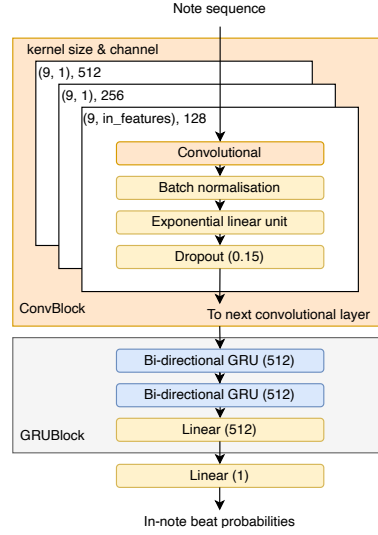 Note sequence
kernel size & channel
(9, 1), 512
(9, 1), 256
(9, in_features), 128
Convolutional
Batch normalisation
Exponential linear unit
Dropout (0.15)
To next convolutional layer
ConvBlock
Bi-directional GRU (512)
Bi-directional GRU (512)
Linear (512)
GRUBlock
Linear (1)
In-note beat probabilities